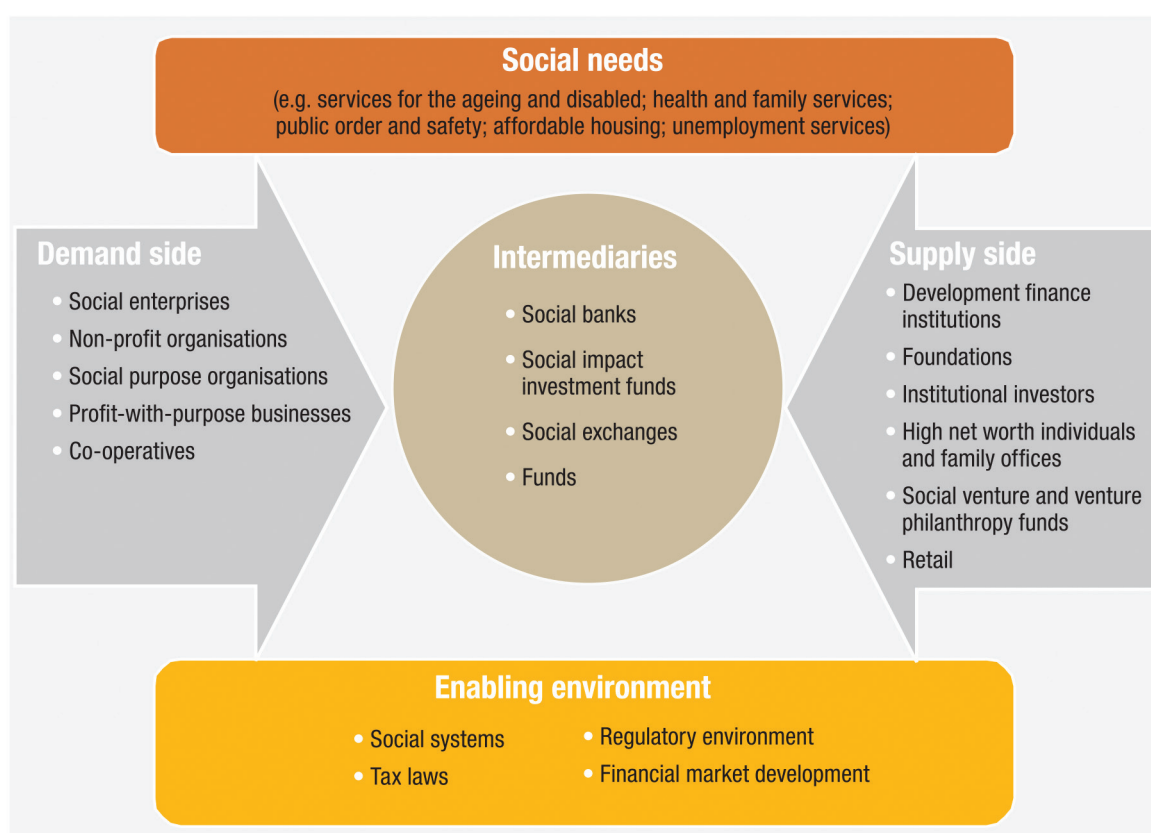 Social needs
(e.g. services for the ageing and disabled; health and family services;
public order and safety; affordable housing; unemployment services)
Demand side
• Social enterprises
• Non-profit organisations
• Social purpose organisations
• Profit-with-purpose businesses
• Co-operatives
Intermediaries
• Social banks
• Social impact
investment funds
• Social exchanges
• Funds
Supply side
• Development finance
institutions
• Foundations
• Institutional investors
• High net worth individuals
and family offices
• Social venture and venture
philanthropy funds
• Retail
Enabling environment
• Social systems
• Tax laws
• Regulatory environment
• Financial market development